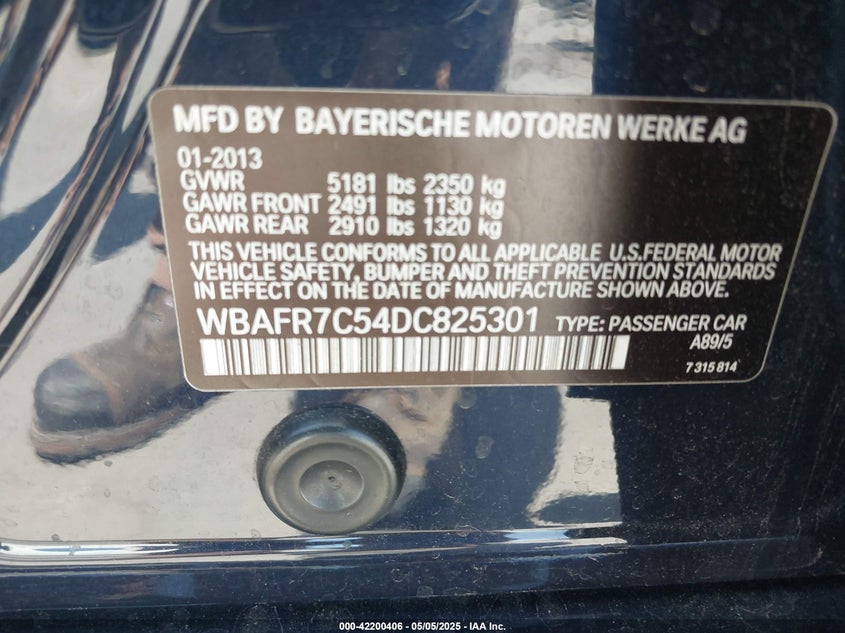 MFD BY BAYERISCHE MOTOREN WERKE AG
01-2013
GVWR 5181 lbs 2350 kg
GAWR FRONT 2491 lbs 1130 kg
GAWR REAR 2910 lbs 1320 kg
THIS VEHICLE CONFORMS TO ALL APPLICABLE U.S.FEDERAL MOTOR
VEHICLE SAFETY, BUMPER AND THEFT PREVENTION STANDARDS
IN EFFECT ON THE DATE OF MANUFACTURE SHOWN ABOVE.
WBAFR7C54DC825301 TYPE: PASSENGER CAR
A89/5
7 315 814
000-42200406 - 05/05/2025 - IAA Inc.